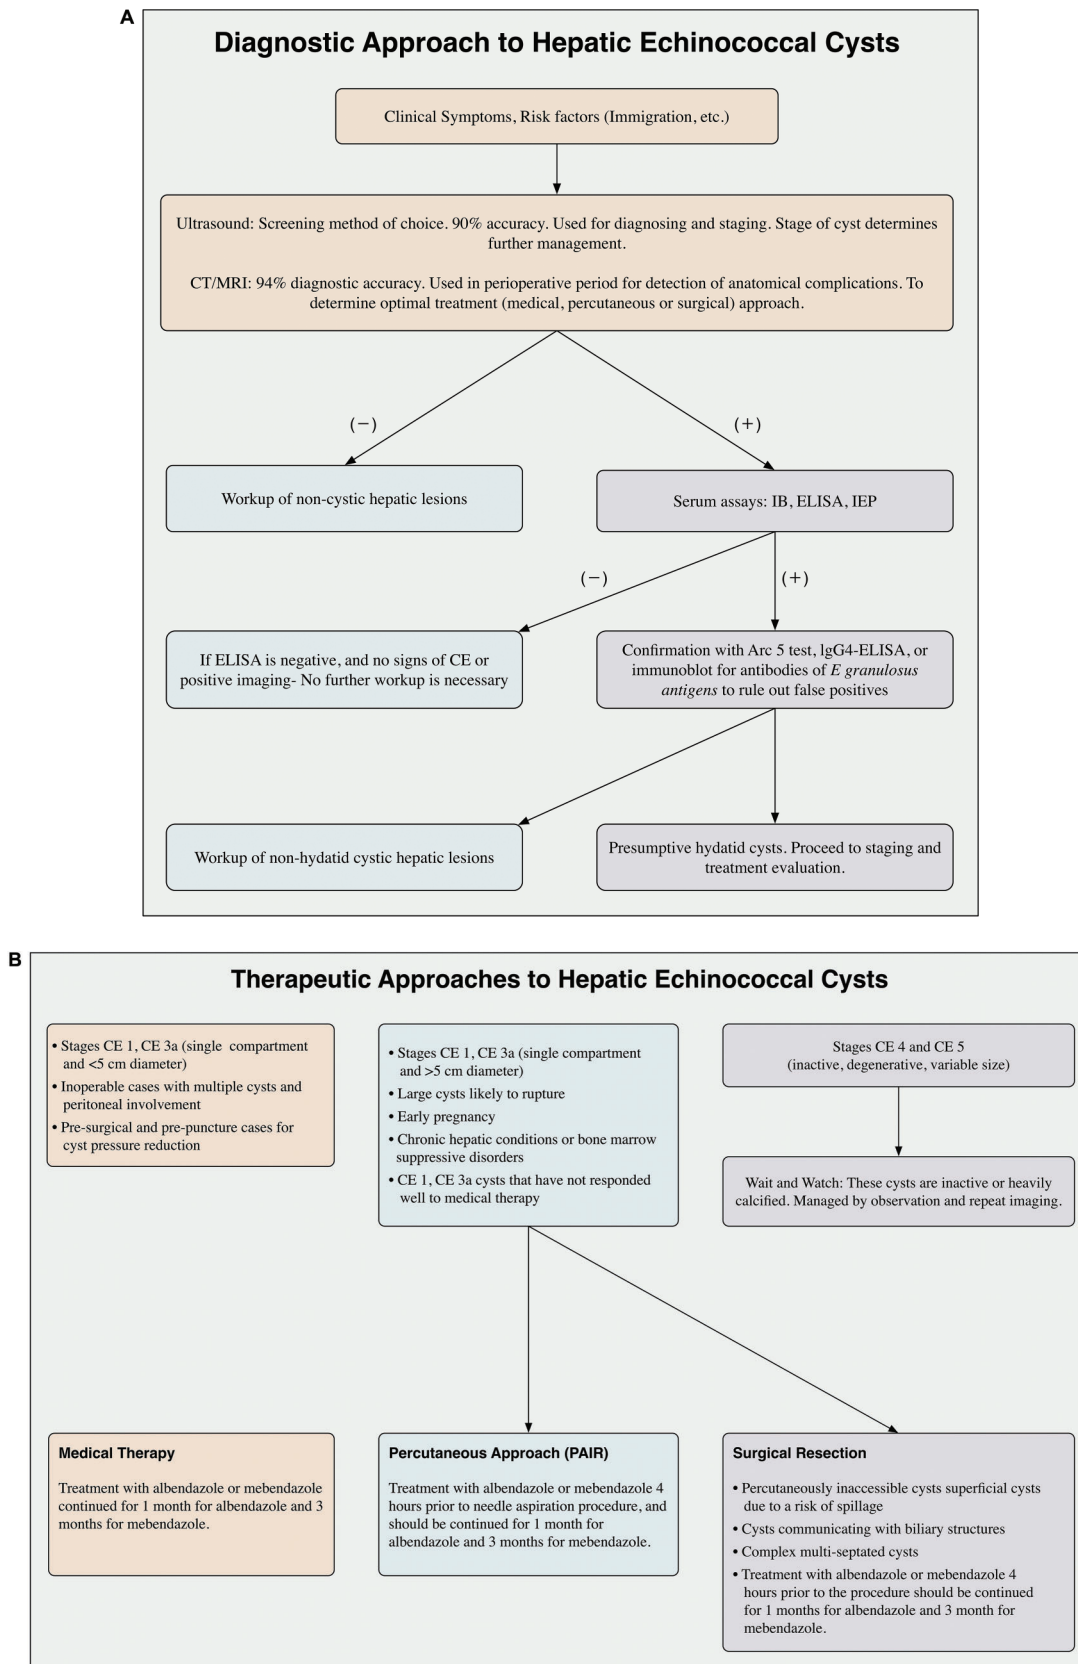 A
Diagnostic Approach to Hepatic Echinococcal Cysts
Clinical Symptoms, Risk factors (Immigration, etc.)
Ultrasound: Screening method of choice. 90% accuracy. Used for diagnosing and staging. Stage of cyst determines
further management.
CT/MRI: 94% diagnostic accuracy. Used in perioperative period for detection of anatomical complications. To
determine optimal treatment (medical, percutaneous or surgical) approach.
(−)
(+)
Workup of non-cystic hepatic lesions
Serum assays: IB, ELISA, IEP
(−)
(+)
If ELISA is negative, and no signs of CE or
positive imaging- No further workup is necessary
Confirmation with Arc 5 test, lgG4-ELISA, or
immunoblot for antibodies of E granulosus
antigens to rule out false positives
Workup of non-hydatid cystic hepatic lesions
Presumptive hydatid cysts. Proceed to staging and
treatment evaluation.
B
Therapeutic Approaches to Hepatic Echinococcal Cysts
• Stages CE 1, CE 3a (single compartment
and <5 cm diameter)
• Inoperable cases with multiple cysts and
peritoneal involvement
• Pre-surgical and pre-puncture cases for
cyst pressure reduction
• Stages CE 1, CE 3a (single compartment
and >5 cm diameter)
• Large cysts likely to rupture
• Early pregnancy
• Chronic hepatic conditions or bone marrow
suppressive disorders
• CE 1, CE 3a cysts that have not responded
well to medical therapy
Stages CE 4 and CE 5
(inactive, degenerative, variable size)
Wait and Watch: These cysts are inactive or heavily
calcified. Managed by observation and repeat imaging.
Medical Therapy
Treatment with albendazole or mebendazole
continued for 1 month for albendazole and 3
months for mebendazole.
Percutaneous Approach (PAIR)
Treatment with albendazole or mebendazole 4
hours prior to needle aspiration procedure, and
should be continued for 1 month for
albendazole and 3 months for mebendazole.
Surgical Resection
• Percutaneously inaccessible cysts superficial cysts
due to a risk of spillage
• Cysts communicating with biliary structures
• Complex multi-septated cysts
• Treatment with albendazole or mebendazole 4
hours prior to the procedure should be continued
for 1 months for albendazole and 3 month for
mebendazole.